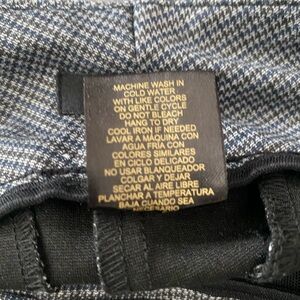 MACHINE WASH IN
COLD WATER
WITH LIKE COLORS
ON GENTLE CYCLE
DO NOT BLEACH
HANG TO DRY
COOL IRON IF NEEDED
LAVAR A MAQUINA CON
AGUA FRIA CON
COLORES SIMILARES
EN CICLO DELICADO
NO USAR BLANQUEADOR
COLGAR Y DEJAR
SECAR AL AIRE LIBRE
PLANCHAR A TEMPERATURA
BAJA CUANDO SEA
NECESARIO